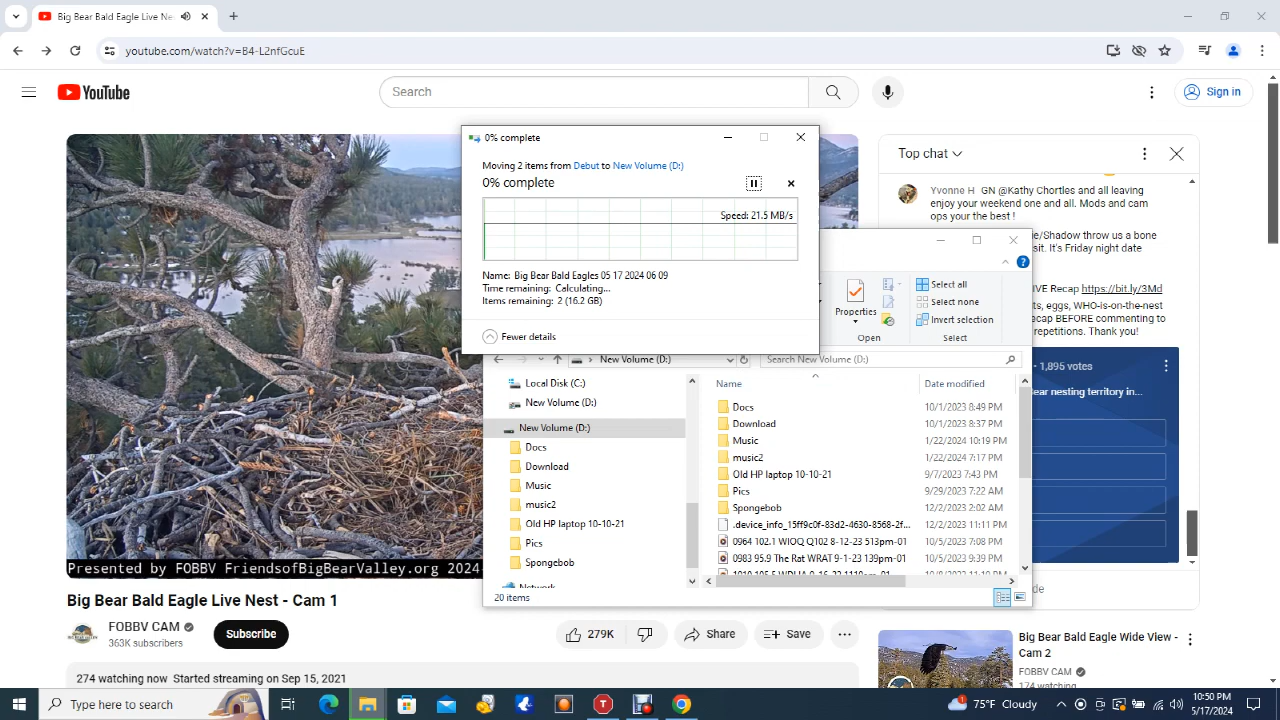 Big Bear Bald Eagle Live Ne
youtube.com/watch?v=B4-L2nfGcuE
YouTube
Search
Sign in
0% complete
Moving 2 items from Debut to New Volume (D:)
0% complete
Speed: 21.5 MB/s
Name: Big Bear Bald Eagles 05 17 2024 06 09
Time remaining: Calculating...
Items remaining: 2 (16.2 GB)
Fewer details
Top chat
Yvonne H GN @Kathy Chortles and all leaving
enjoy your weekend one and all. Mods and cam
ops your the best !
e/Shadow throw us a bone
sit. It's Friday night date
IVE Recap https://bit.ly/3Md
ts, eggs, WHO-is-on-the-nest
ecap BEFORE commenting to
repetitions. Thank you!
- 1,895 votes
Bear nesting territory in...
Properties
Open
Select all
Select none
Invert selection
Select
New Volume (D:)
Search New Volume (D:)
Local Disk (C:)
New Volume (D:)
New Volume (D:)
Docs
Download
Music
music2
Old HP laptop 10-10-21
Pics
Spongebob
Network
Name Date modified
Docs 10/1/2023 8:49 PM
Download 10/1/2023 8:37 PM
Music 1/22/2024 10:19 PM
music2 1/22/2024 7:17 PM
Old HP laptop 10-10-21 9/7/2023 7:43 PM
Pics 9/29/2023 7:22 AM
Spongebob 12/2/2023 2:02 AM
.device_info_15ff9c0f-83d2-4630-8568-2f... 12/2/2023 11:11 PM
0964 102.1 WIOQ Q102 8-12-23 513pm-01 10/5/2023 7:08 PM
0983 95.9 The Rat WRAT 9-1-23 139pm-01 10/5/2023 9:39 PM
20 items
Presented by FOBBV FriendsofBigBearValley.org 2024-
Big Bear Bald Eagle Live Nest - Cam 1
FOBBV CAM
363K subscribers
Subscribe
279K
Share
Save
274 watching now Started streaming on Sep 15, 2021
de
Big Bear Bald Eagle Wide View -
Cam 2
FOBBV CAM
174 watching
Type here to search
75°F Cloudy
10:50 PM
5/17/2024